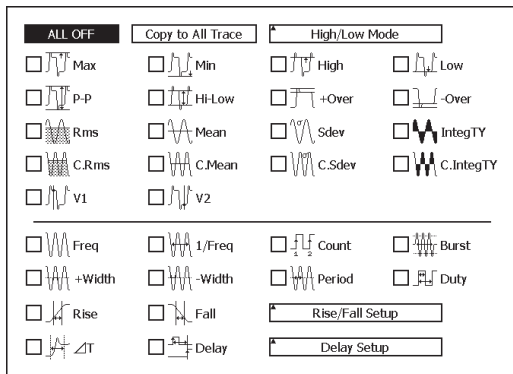 ALL OFF Copy to All Trace High/Low Mode
Max Min High Low
P-P Hi-Low +Over -Over
Rms Mean Sdev IntegTY
C.Rms C.Mean C.Sdev C.IntegTY
V1 V2
Freq 1/Freq 1 2 Count Burst
+Width -Width Period Duty
Rise Fall Rise/Fall Setup
⊿T Delay Delay Setup